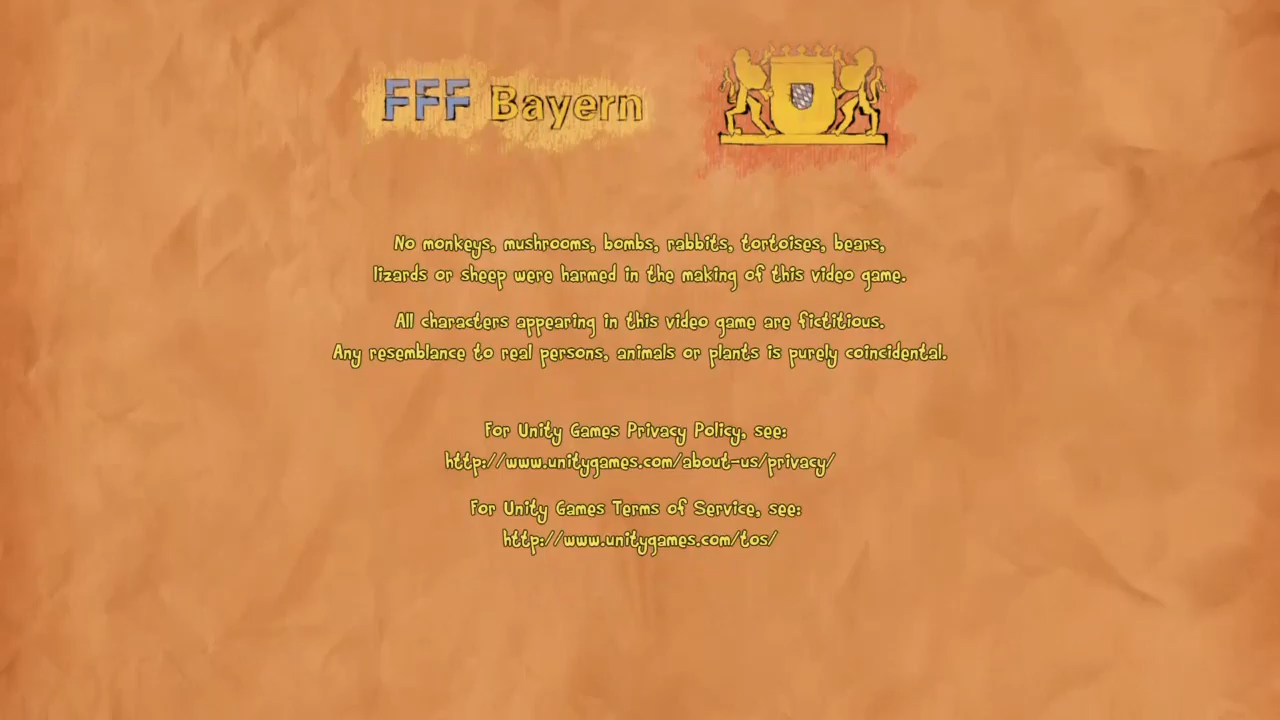 FFF Bayern
No monkeys, mushrooms, bombs, rabbits, tortoises, bears,
lizards or sheep were harmed in the making of this video game.
All characters appearing in this video game are fictitious.
Any resemblance to real persons, animals or plants is purely coincidental.
For Unity Games Privacy Policy, see:
http://www.unitygames.com/about-us/privacy/
For Unity Games Terms of Service, see:
http://www.unitygames.com/tos/